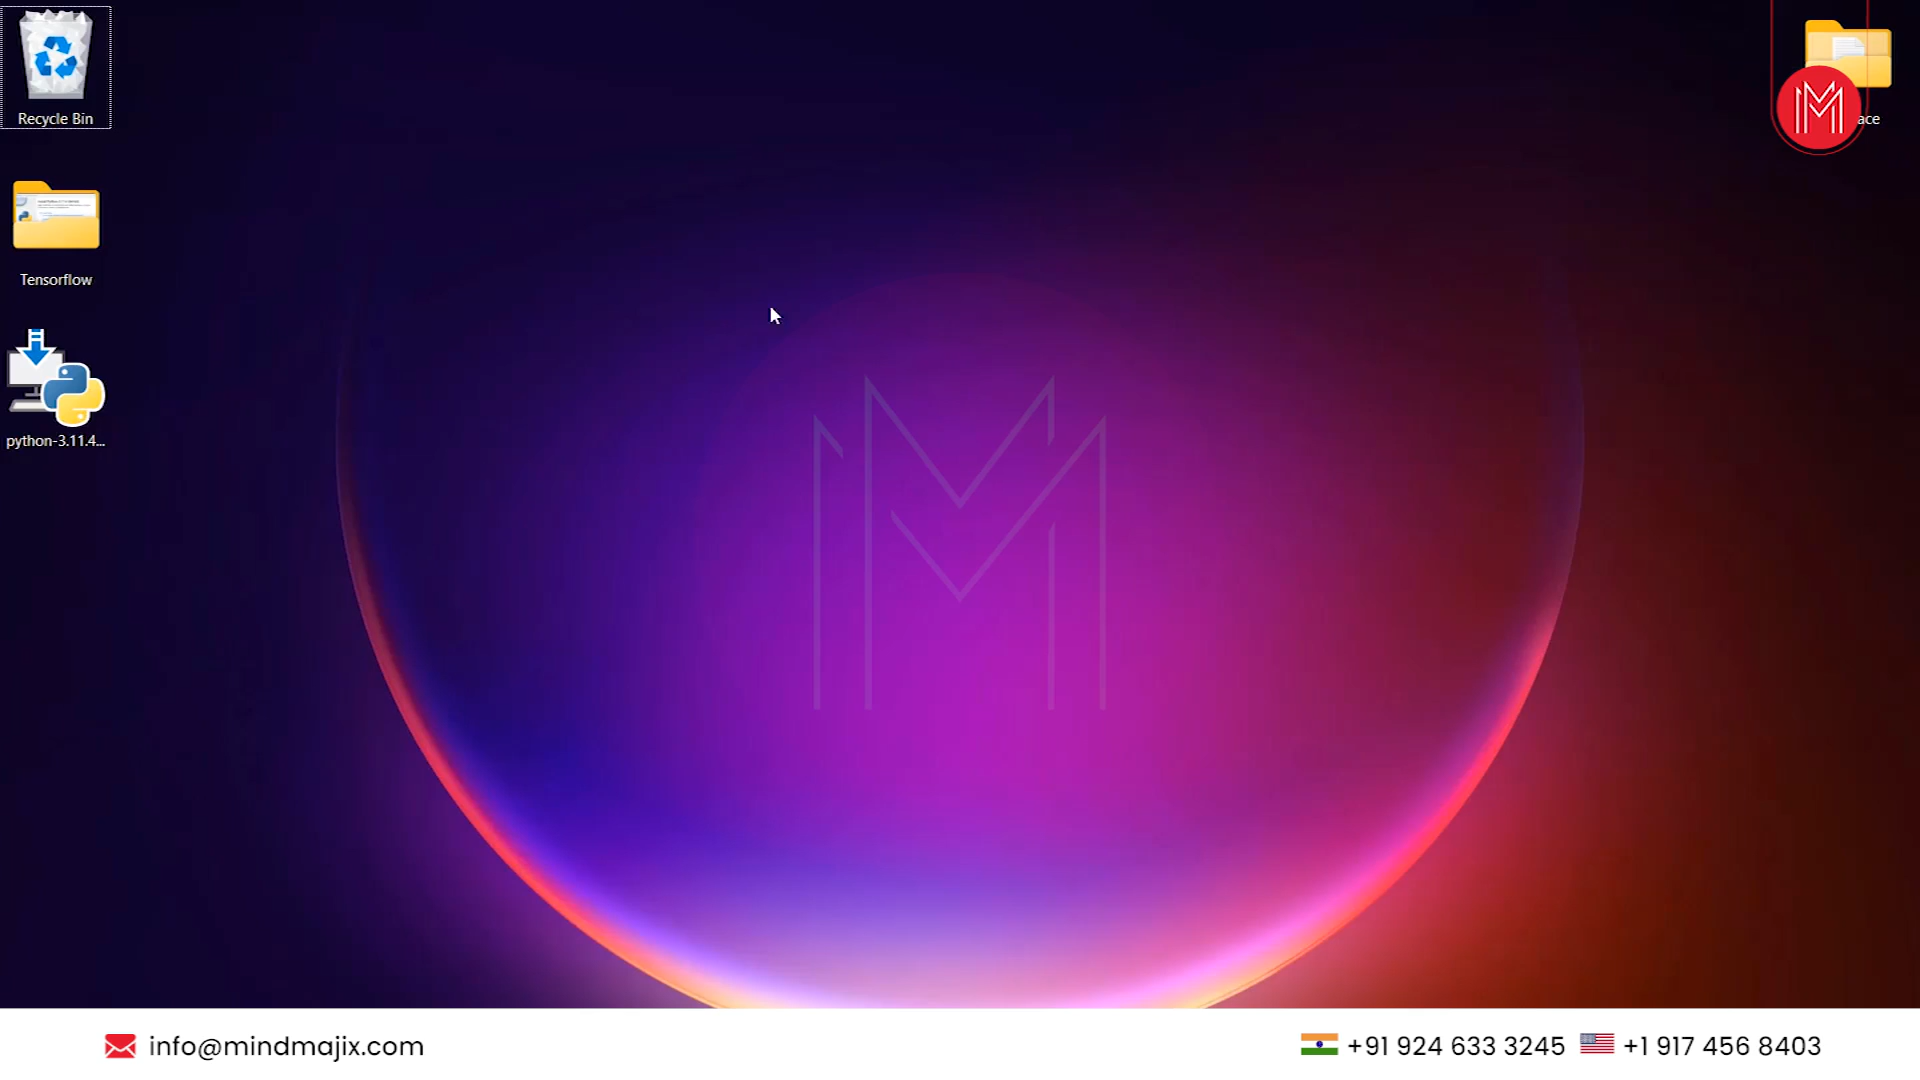 Recycle Bin
ace
Tensorflow
python-3.11.4...
info@mindmajix.com
+91 924 633 3245
+1 917 456 8403